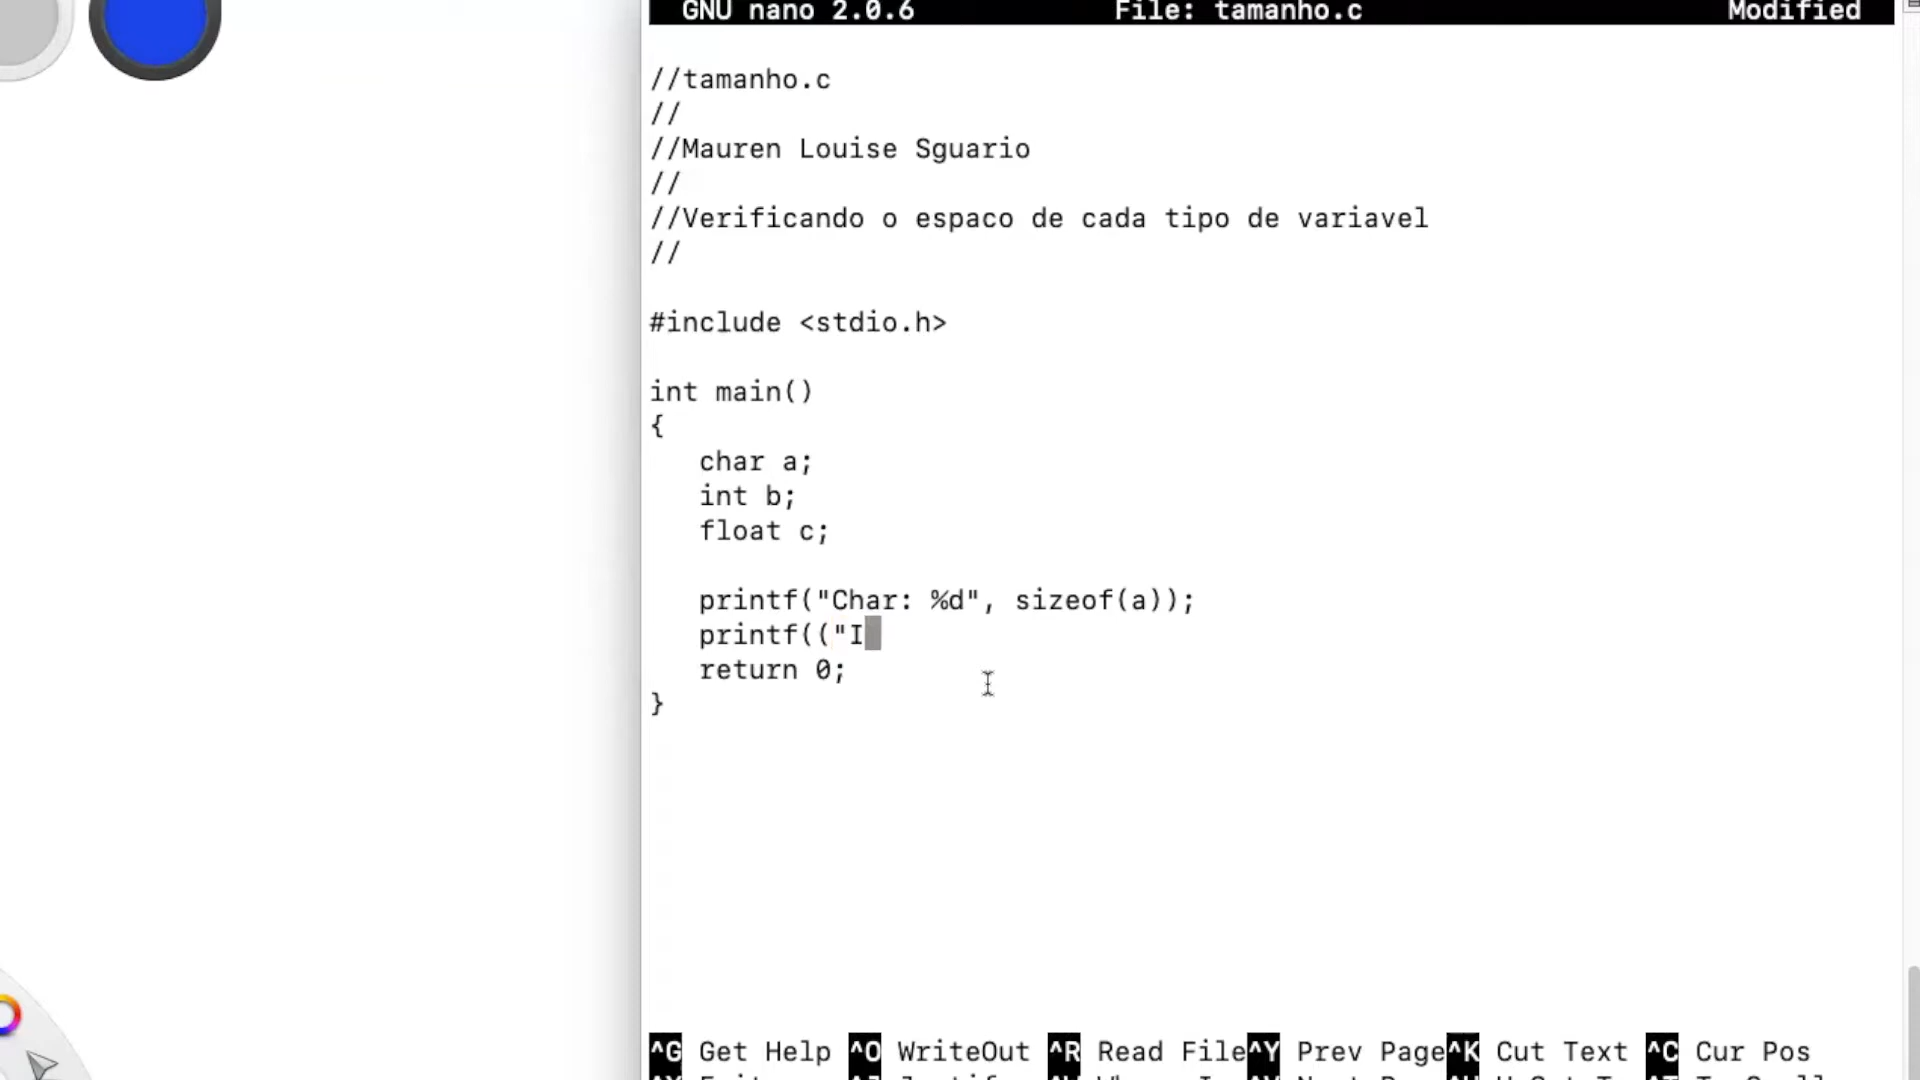 GNU nano 2.0.6 File: tamanho.c Modified
//tamanho.c
//
//Mauren Louise Sguario
//
//Verificando o espaco de cada tipo de variavel
//
#include <stdio.h>
int main()
{
char a;
int b;
float c;
printf("Char: %d", sizeof(a));
printf(("I
return 0;
}
^G Get Help ^O WriteOut ^R Read File ^Y Prev Page ^K Cut Text ^C Cur Pos